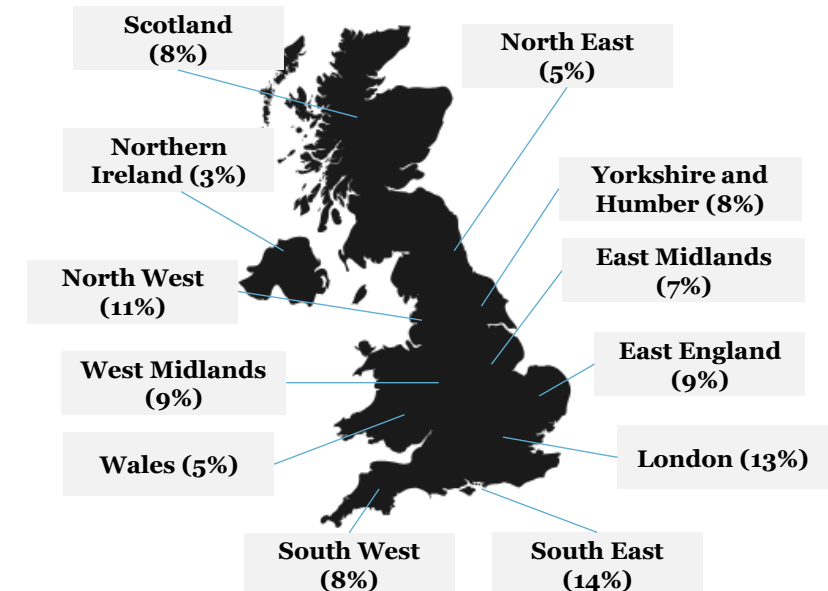 Scotland
(8%)
North East
(5%)
Northern
Ireland (3%)
Yorkshire and
Humber (8%)
East Midlands
(7%)
North West
(11%)
East England
(9%)
West Midlands
(9%)
Wales (5%)
London (13%)
South West
(8%)
South East
(14%)